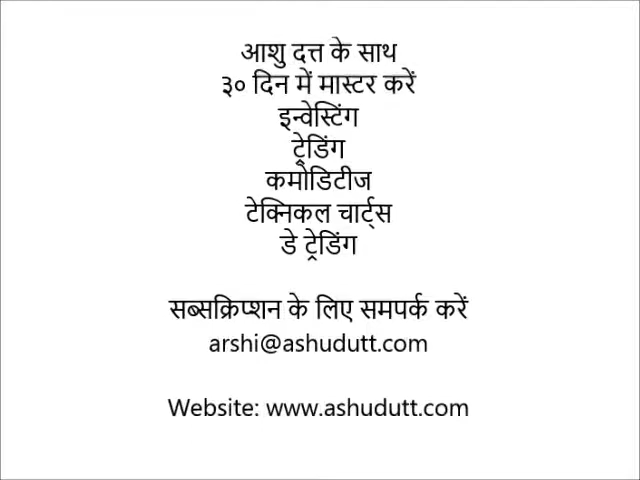 आशु दत्त के साथ
३० दिन में मास्टर करें
इन्वेस्टिंग
ट्रेडिंग
कमोडिटीज
टेक्निकल चार्ट्स
डे ट्रेडिंग
सब्सक्रिप्शन के लिए समपर्क करें
arshi@ashudutt.com
Website: www.ashudutt.com